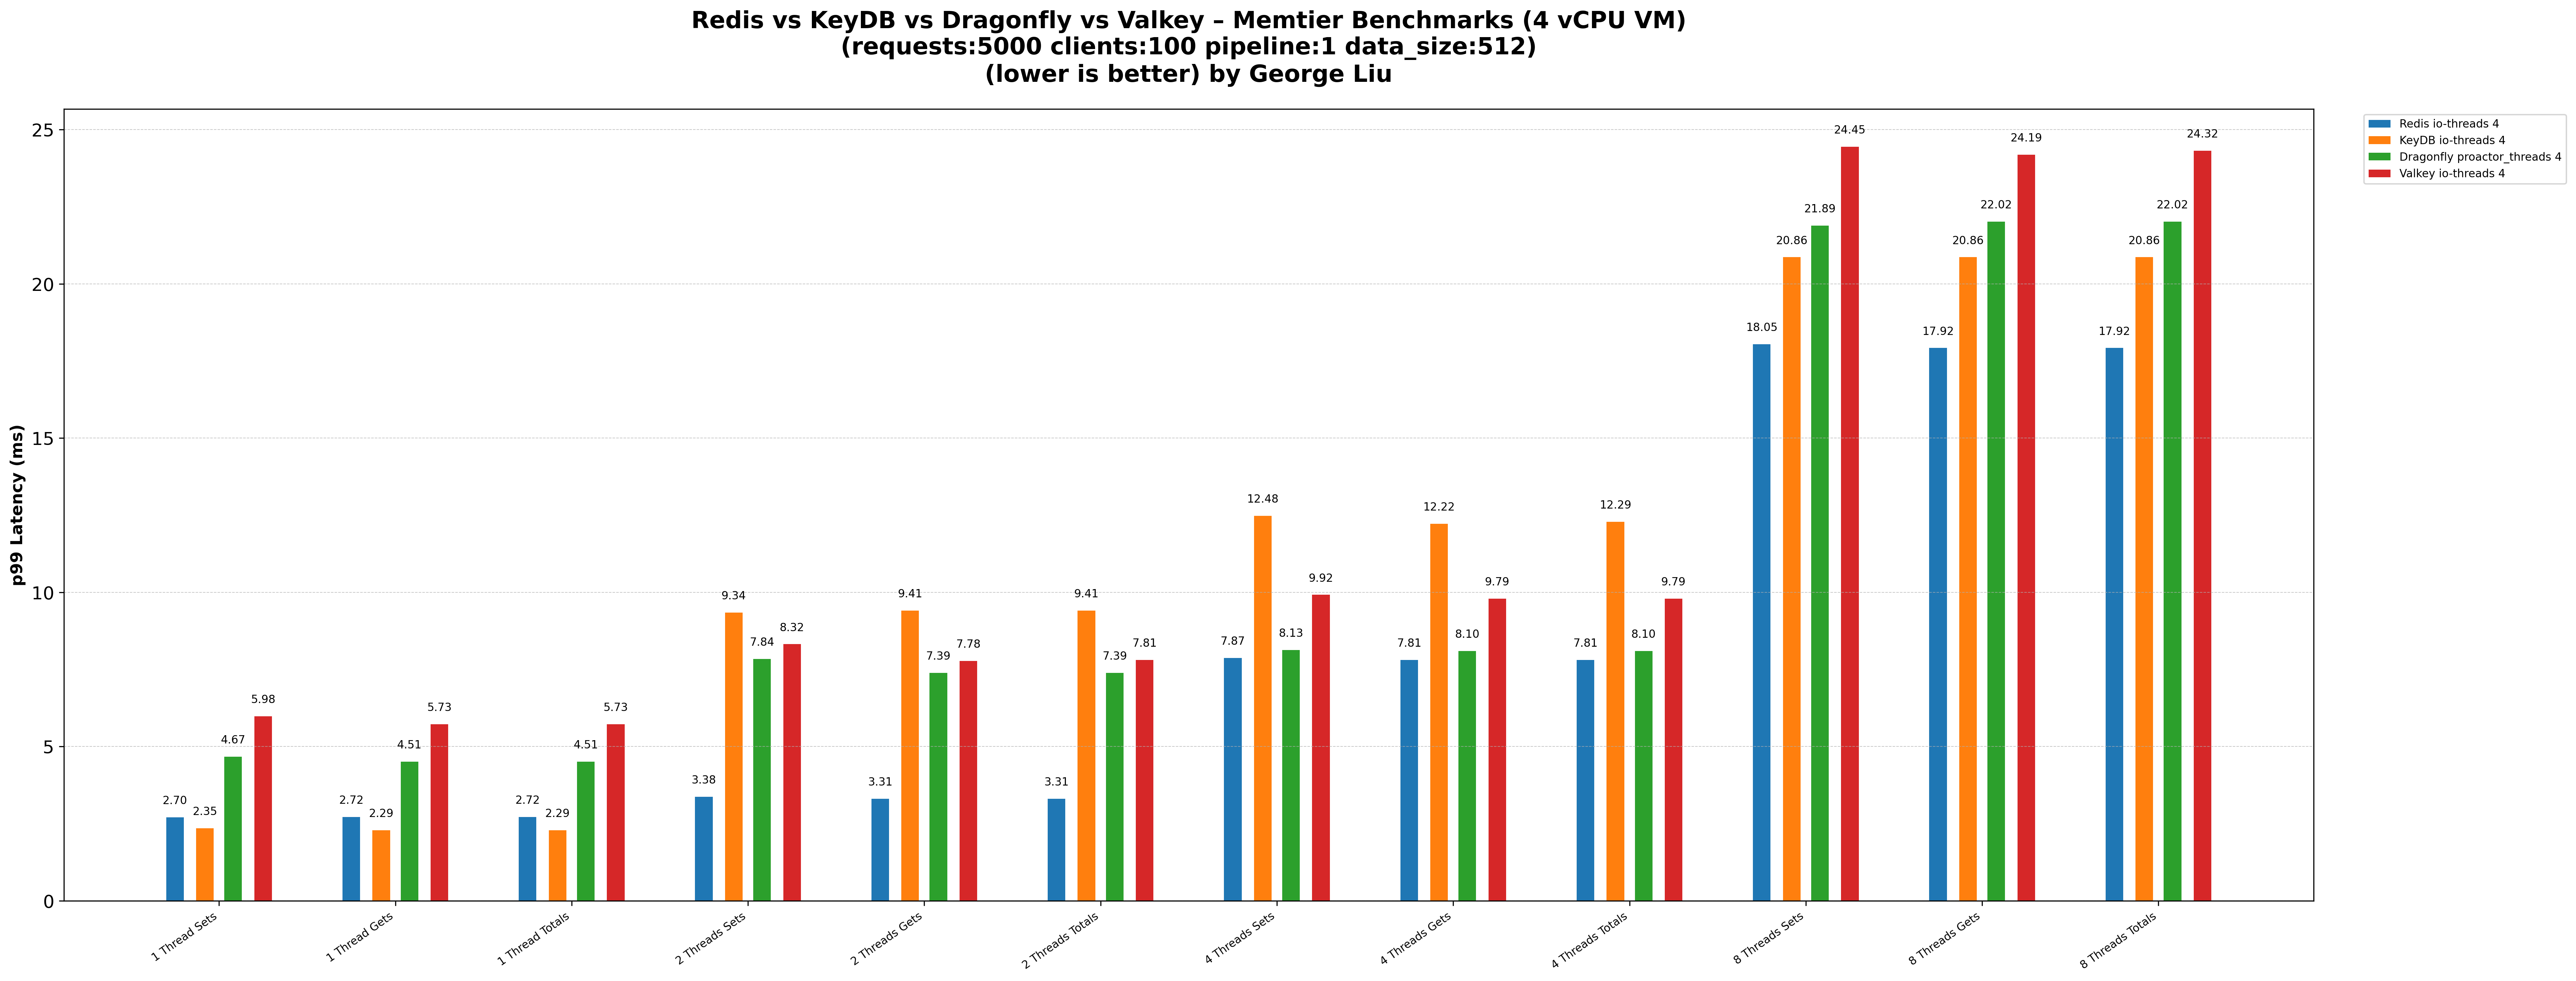 Redis vs KeyDB vs Dragonfly vs Valkey – Memtier Benchmarks (4 vCPU VM)
(requests:5000 clients:100 pipeline:1 data_size:512)
(lower is better) by George Liu
p99 Latency (ms)
25
20
15
10
5
0
2.70
2.35
4.67
5.98
2.72
2.29
4.51
5.73
2.72
2.29
4.51
5.73
3.38
9.34
7.84
8.32
3.31
9.41
7.39
7.78
3.31
9.41
7.39
7.81
7.87
12.48
8.13
9.92
7.81
12.22
8.10
9.79
7.81
12.29
8.10
9.79
18.05
20.86
21.89
24.45
17.92
20.86
22.02
24.19
17.92
20.86
22.02
24.32
1 Thread Sets
1 Thread Gets
1 Thread Totals
2 Threads Sets
2 Threads Gets
2 Threads Totals
4 Threads Sets
4 Threads Gets
4 Threads Totals
8 Threads Sets
8 Threads Gets
8 Threads Totals
Redis io-threads 4
KeyDB io-threads 4
Dragonfly proactor_threads 4
Valkey io-threads 4